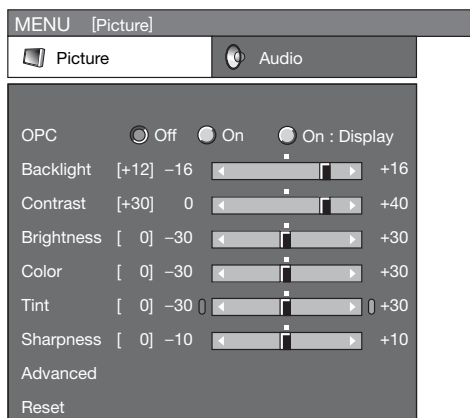 MENU [Picture]
Picture Audio
OPC Off On On : Display
Backlight [+12] –16 +16
Contrast [+30] 0 +40
Brightness [ 0] –30 +30
Color [ 0] –30 +30
Tint [ 0] –30 +30
Sharpness [ 0] –10 +10
Advanced
Reset